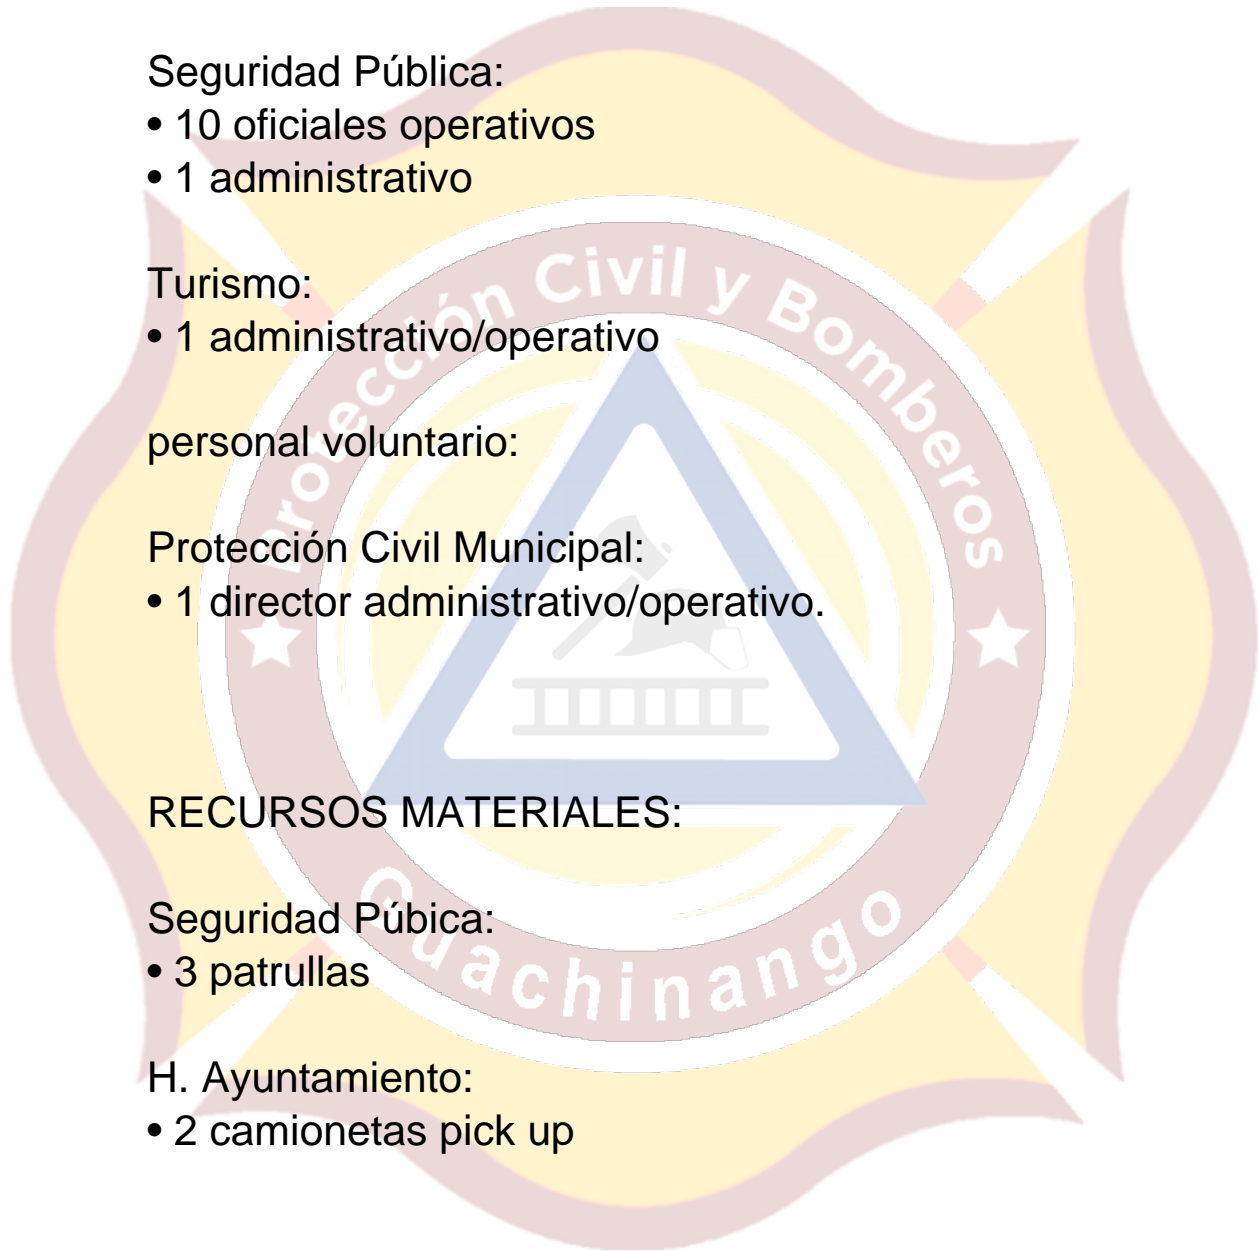 Seguridad Pública:
• 10 oficiales operativos
• 1 administrativo
Turismo:
• 1 administrativo/operativo
personal voluntario:
Protección Civil Municipal:
• 1 director administrativo/operativo.
RECURSOS MATERIALES:
Seguridad Púbica:
• 3 patrullas
H. Ayuntamiento:
• 2 camionetas pick up
Protección Civil y Bomberos
Guachinango